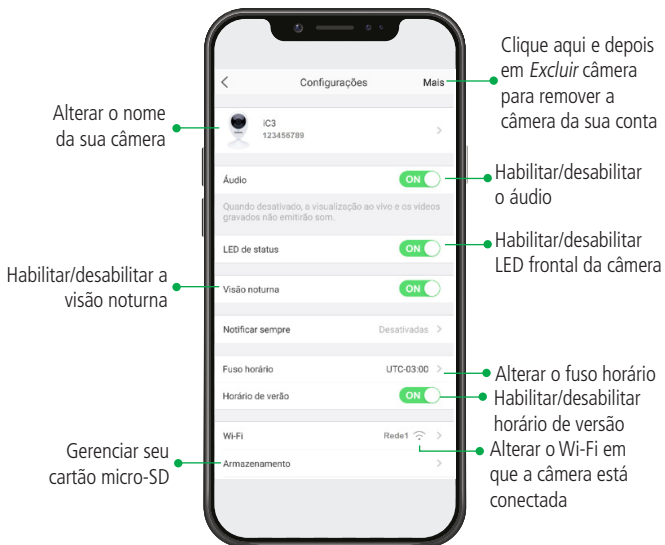 Configurações
Mais
iC3
123456789
Áudio
ON
Quando desativado, a visualização ao vivo e os vídeos
gravados não emitirão som.
LED de status
ON
Visão noturna
ON
Notificar sempre
Desativadas
Fuso horário
UTC-03:00
Horário de verão
ON
Wi-Fi
Rede1
Armazenamento
Alterar o nome
da sua câmera
Habilitar/desabilitar a
visão noturna
Gerenciar seu
cartão micro-SD
Clique aqui e depois
em Excluir câmera
para remover a
câmera da sua conta
Habilitar/desabilitar
o áudio
Habilitar/desabilitar
LED frontal da câmera
Alterar o fuso horário
Habilitar/desabilitar
horário de versão
Alterar o Wi-Fi em
que a câmera está
conectada